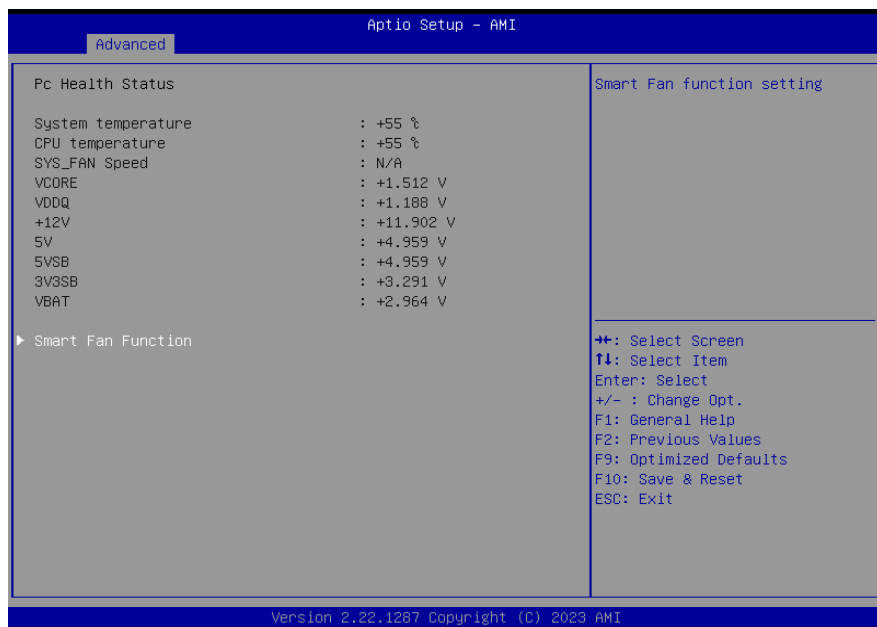 Aptio Setup – AMI
Advanced
Pc Health Status
System temperature : +55 ℃
CPU temperature : +55 ℃
SYS_FAN Speed : N/A
VCORE : +1.512 V
VDDQ : +1.188 V
+12V : +11.902 V
5V : +4.959 V
5VSB : +4.959 V
3V3SB : +3.291 V
VBAT : +2.964 V
▶ Smart Fan Function
Smart Fan function setting
→←: Select Screen
↑↓: Select Item
Enter: Select
+/- : Change Opt.
F1: General Help
F2: Previous Values
F9: Optimized Defaults
F10: Save & Reset
ESC: Exit
Version 2.22.1287 Copyright (C) 2023 AMI